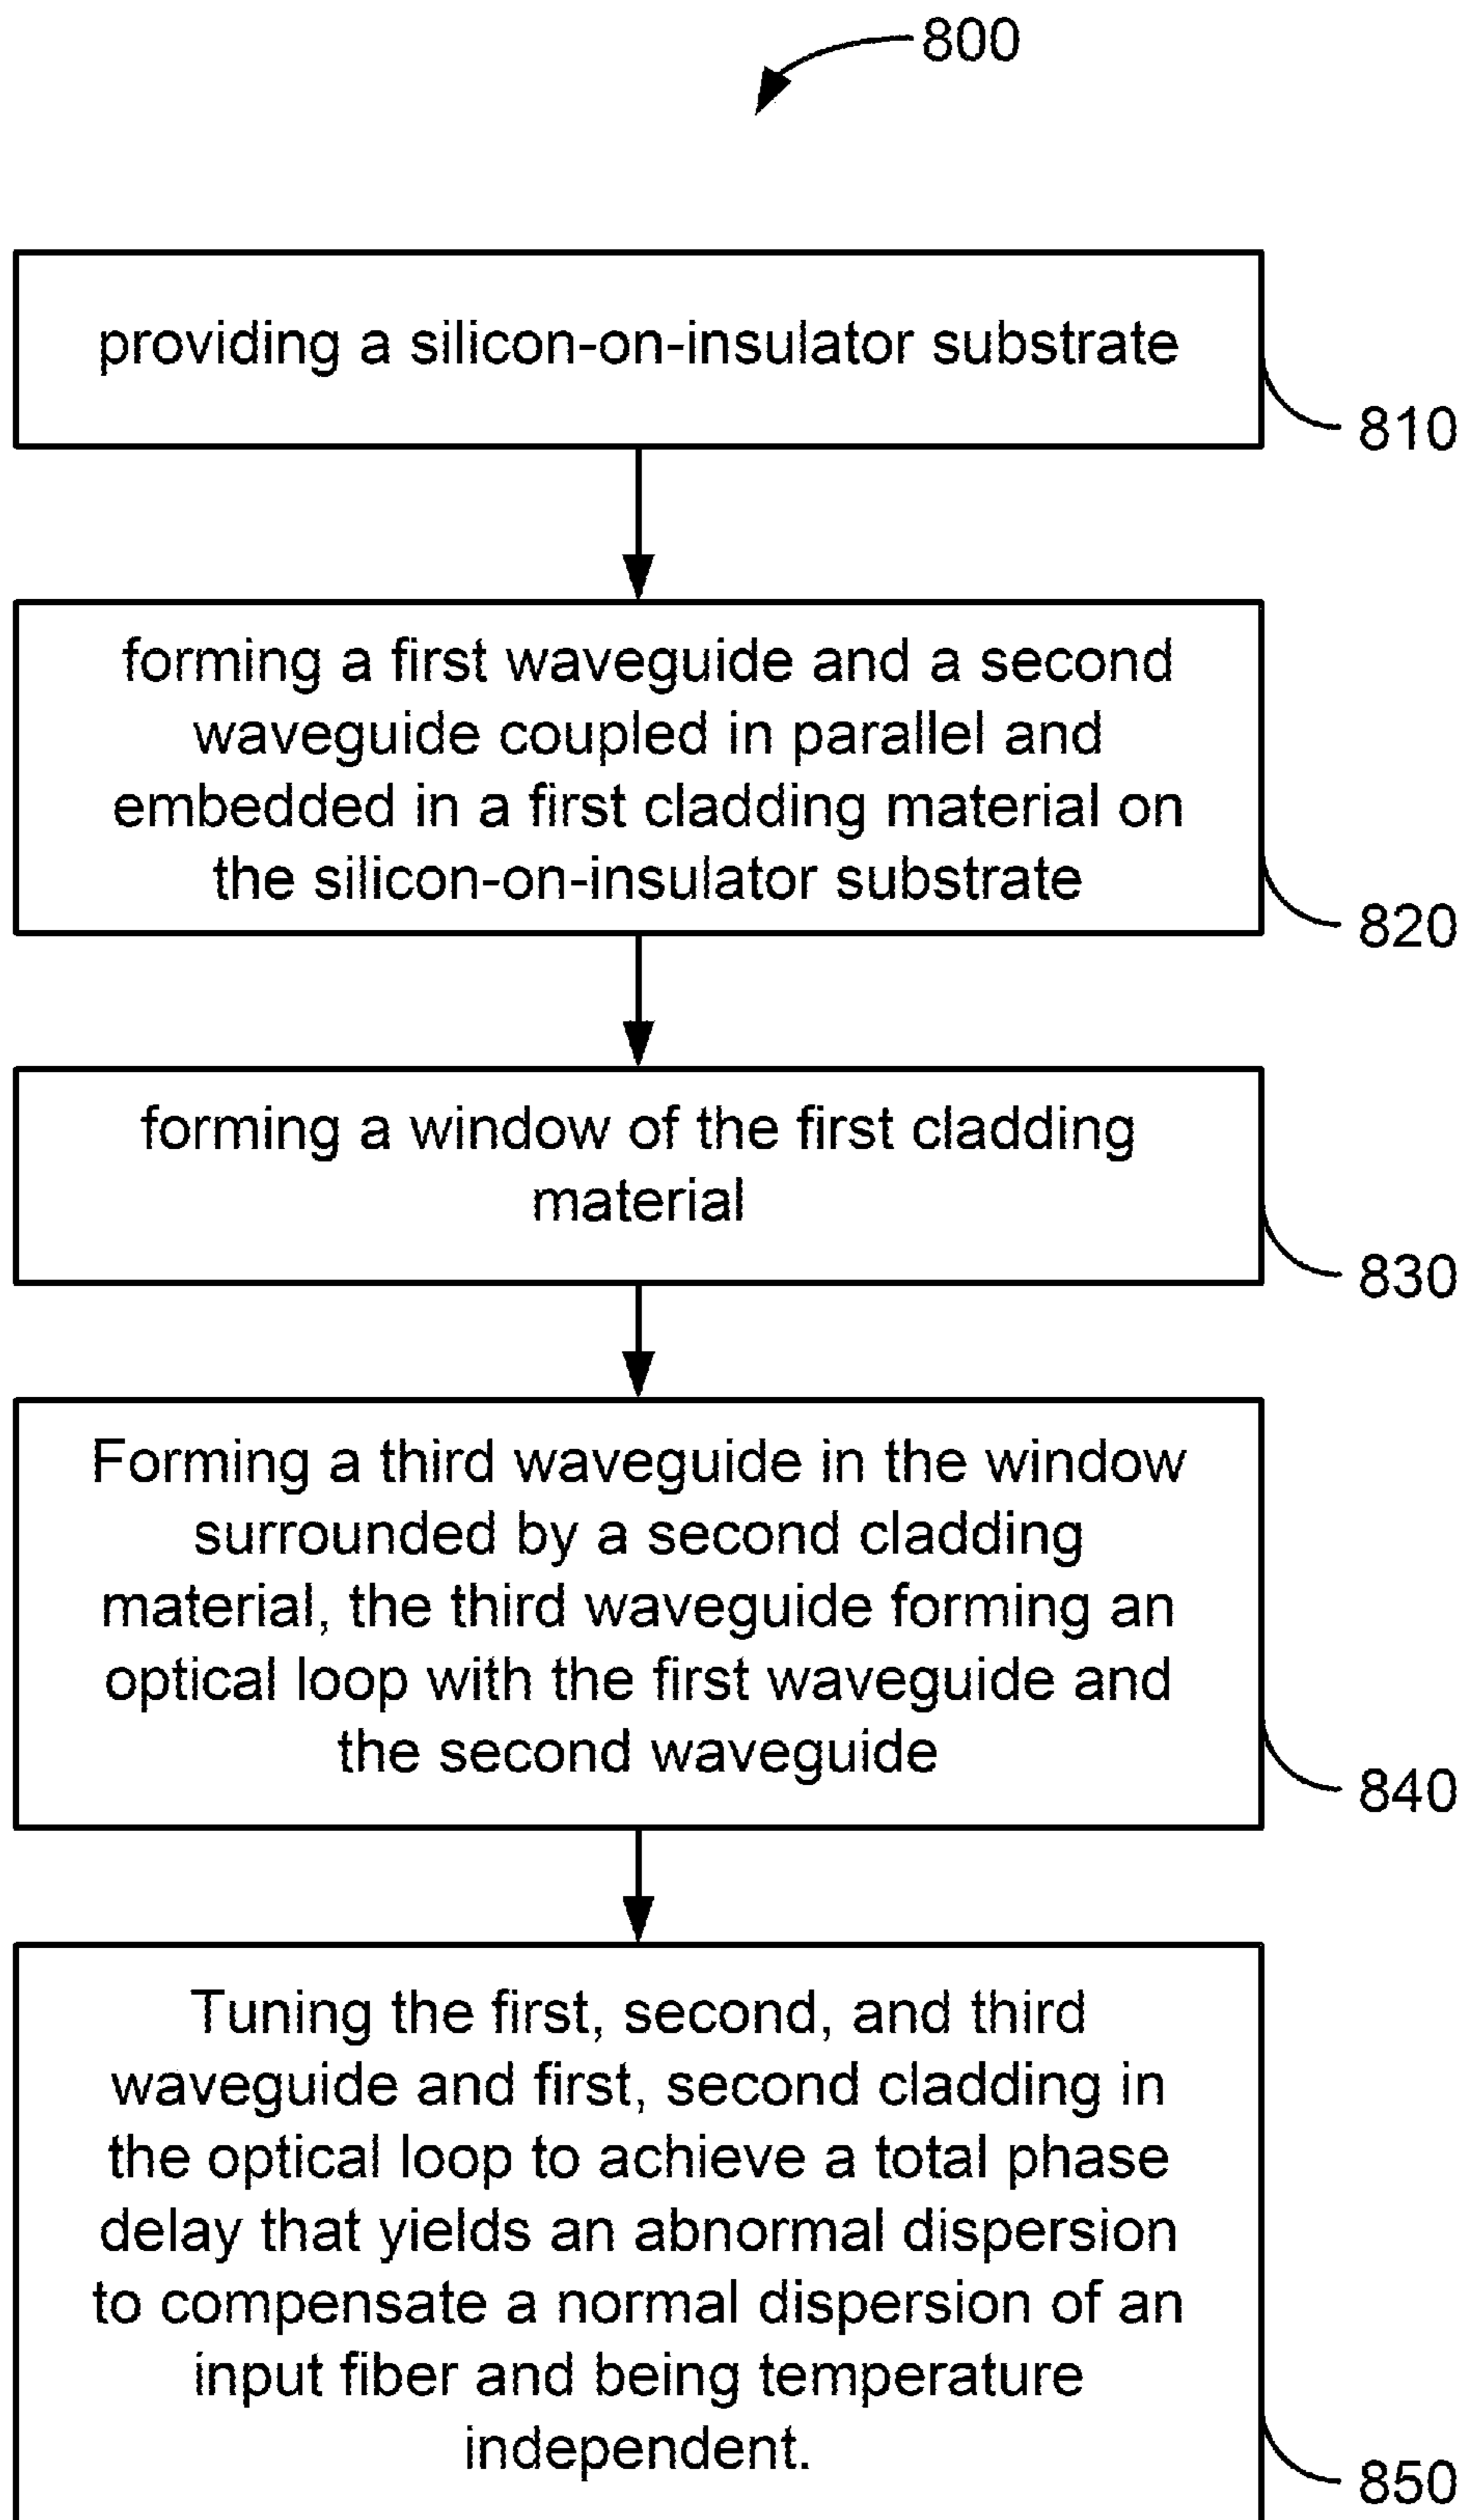 800
providing a silicon-on-insulator substrate
810
forming a first waveguide and a second
waveguide coupled in parallel and
embedded in a first cladding material on
the silicon-on-insulator substrate
820
forming a window of the first cladding
material
830
Forming a third waveguide in the window
surrounded by a second cladding
material, the third waveguide forming an
optical loop with the first waveguide and
the second waveguide
840
Tuning the first, second, and third
waveguide and first, second cladding in
the optical loop to achieve a total phase
delay that yields an abnormal dispersion
to compensate a normal dispersion of an
input fiber and being temperature
independent.
850